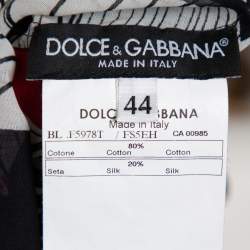 DOLCE & GABBANA
MADE IN ITALY
DOLCE & GABBANA
44
Made in Italy
BL .F5978T / FS5EH CA 00985
80%
Cotone Cotton Cotton
20%
Seta Silk Silk